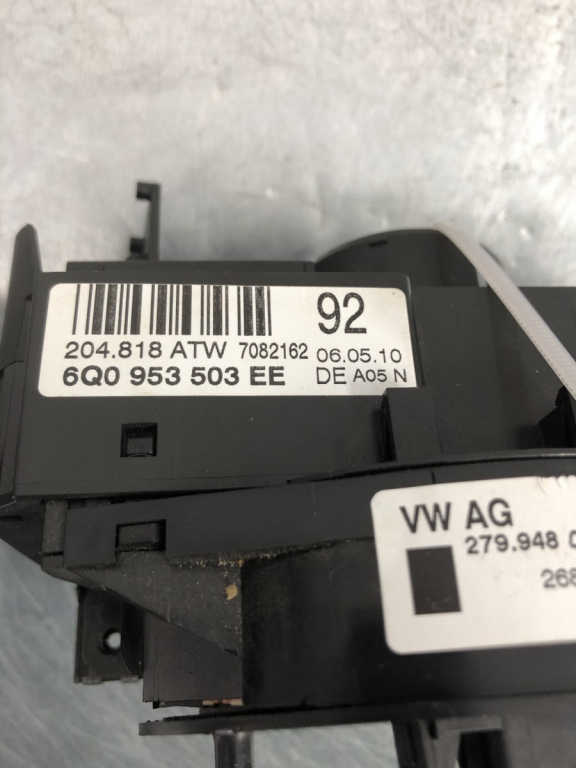 92
204.818 ATW 7082162 06.05.10
6Q0 953 503 EE DE A05 N
VW AG
279.948
268